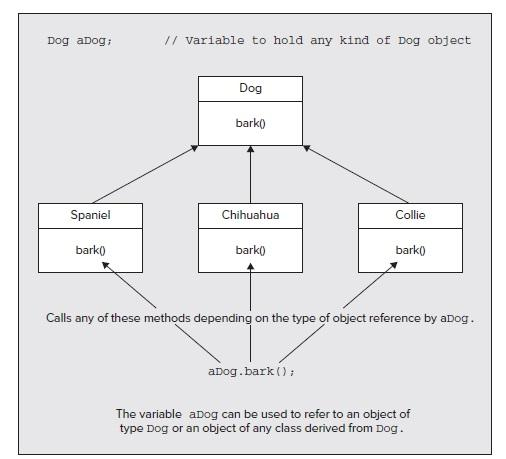 Dog aDog; // Variable to hold any kind of Dog object
Dog
bark()
Spaniel
bark()
Chihuahua
bark()
Collie
bark()
Calls any of these methods depending on the type of object reference by aDog.
aDog.bark();
The variable aDog can be used to refer to an object of
type Dog or an object of any class derived from Dog.